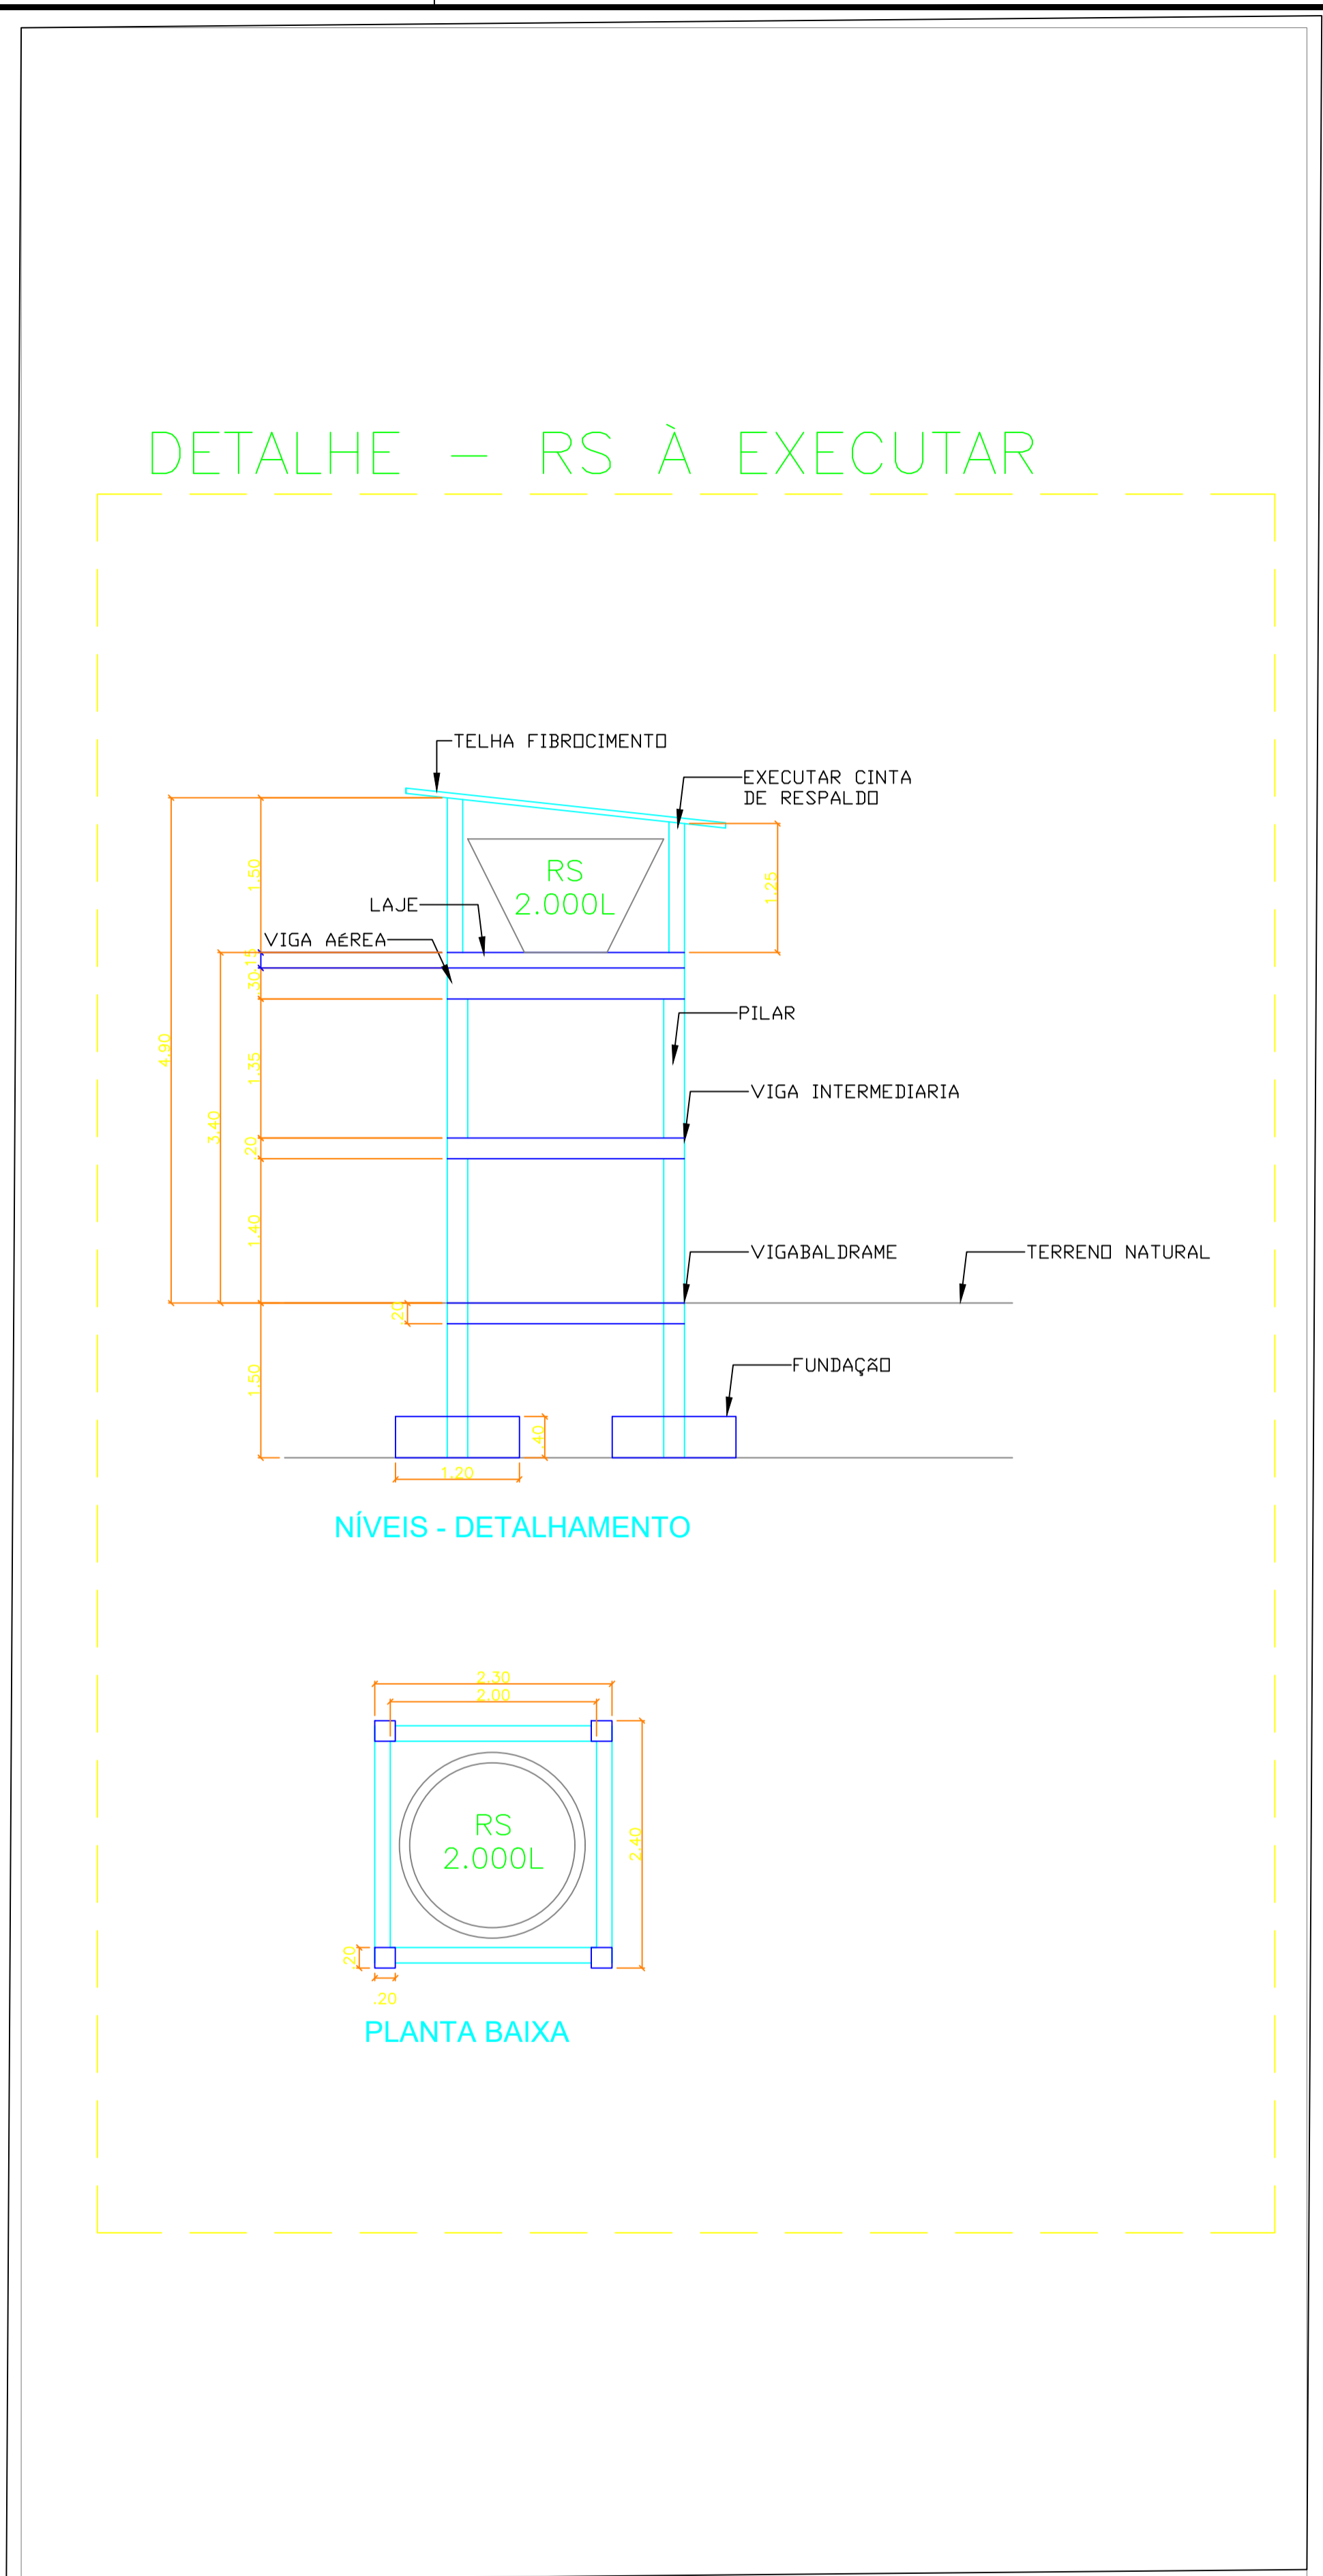 DETALHE - RS À EXECUTAR
TELHA FIBROCIMENTO
EXECUTAR CINTA
DE RESPALDO
1.50
RS
2.000L
1.25
LAJE
VIGA AÉREA
.15
.30
PILAR
4.90
1.35
VIGA INTERMEDIARIA
3.40
.20
1.40
VIGABALDRAME
TERRENO NATURAL
.20
1.50
FUNDAÇÃO
.40
1.20
NÍVEIS - DETALHAMENTO
2.30
2.00
RS
2.000L
2.40
.20
.20
PLANTA BAIXA